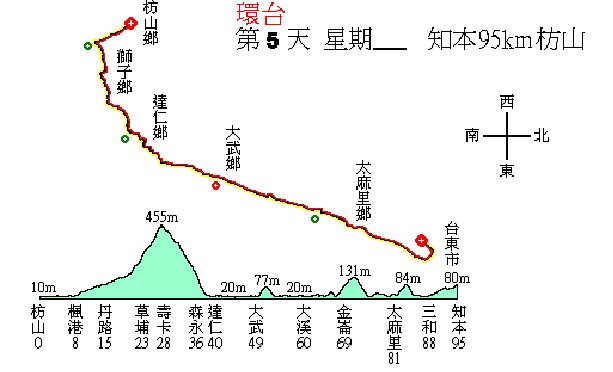 環台
第 5 天 星期___ 知本95km枋山
枋山鄉
獅子鄉
達仁鄉
大武鄉
太麻里鄉
台東市
西
南 北
東
455m
10m 20m 77m 20m 131m 84m 80m
枋山 楓港 丹路 草埔 壽卡 森永 達仁 大武 大溪 金崙 太麻里 三和 知本
0 8 15 23 28 36 40 49 60 69 81 88 95